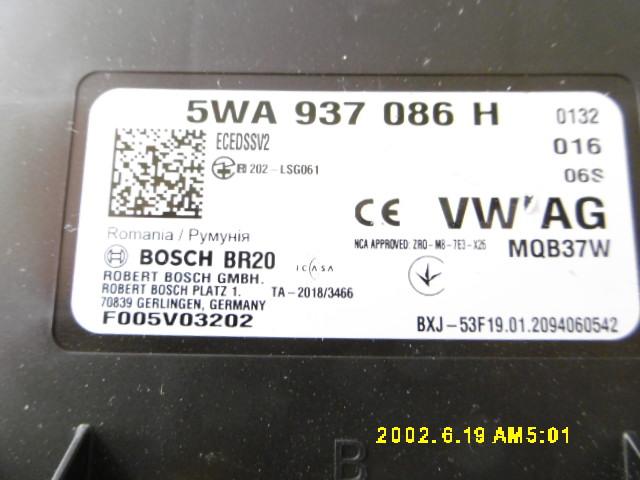 5WA 937 086 H
0132
ECEDSSV2
016
R 202-LSG061
06S
CE VW AG
Romania / Румунія
NCA APPROVED: ZRO-M8-7E3-X26
MQB37W
BOSCH BR20
ICASA
ROBERT BOSCH GMBH.
ROBERT BOSCH PLATZ 1.
TA-2018/3466
70839 GERLINGEN, GERMANY
F005V03202
BXJ-53F19.01.2094060542
2002.6.19 AM5:01
B